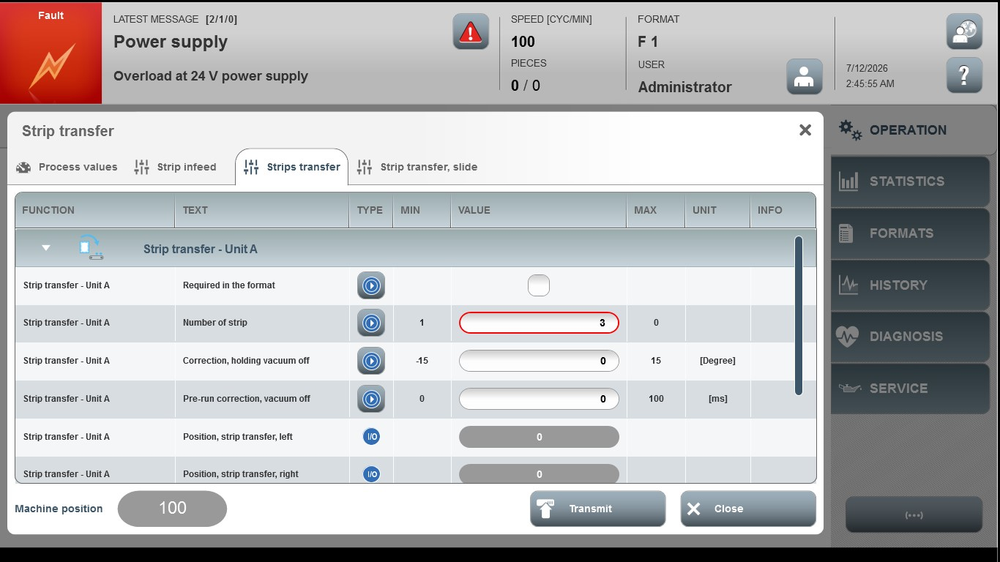 Fault
LATEST MESSAGE [2/1/0]
Power supply
Overload at 24 V power supply
SPEED [CYC/MIN]
100
PIECES
0 / 0
FORMAT
F 1
USER
Administrator
7/12/2026
2:45:55 AM
?
Strip transfer
Process values
Strip infeed
Strips transfer
Strip transfer, slide
FUNCTION TEXT TYPE MIN VALUE MAX UNIT INFO
Strip transfer - Unit A
Strip transfer - Unit A Required in the format
Strip transfer - Unit A Number of strip 1 3 0
Strip transfer - Unit A Correction, holding vacuum off -15 0 15 [Degree]
Strip transfer - Unit A Pre-run correction, vacuum off 0 0 100 [ms]
Strip transfer - Unit A Position, strip transfer, left I/O 0
Strip transfer - Unit A Position, strip transfer, right I/O 0
Machine position 100
Transmit
Close
OPERATION
STATISTICS
FORMATS
HISTORY
DIAGNOSIS
SERVICE
(•••)